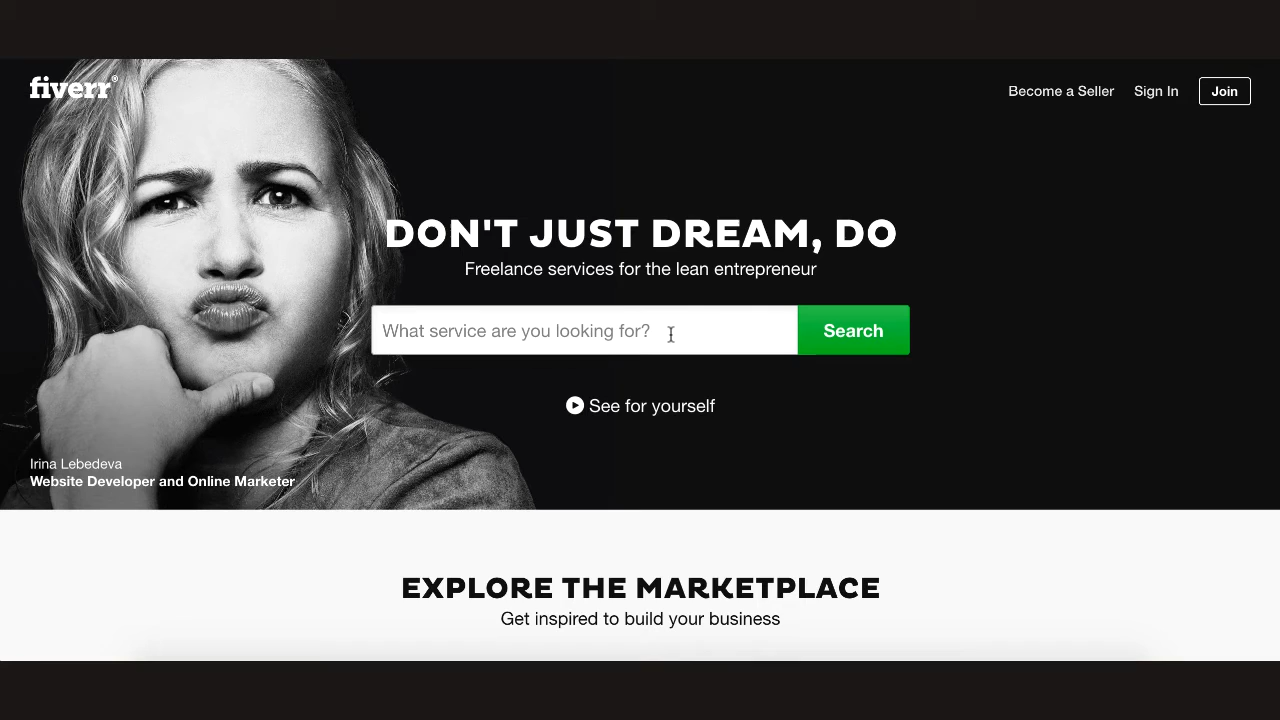 fiverr®
Become a Seller
Sign In
Join
DON'T JUST DREAM, DO
Freelance services for the lean entrepreneur
What service are you looking for?
Search
See for yourself
Irina Lebedeva
Website Developer and Online Marketer
EXPLORE THE MARKETPLACE
Get inspired to build your business